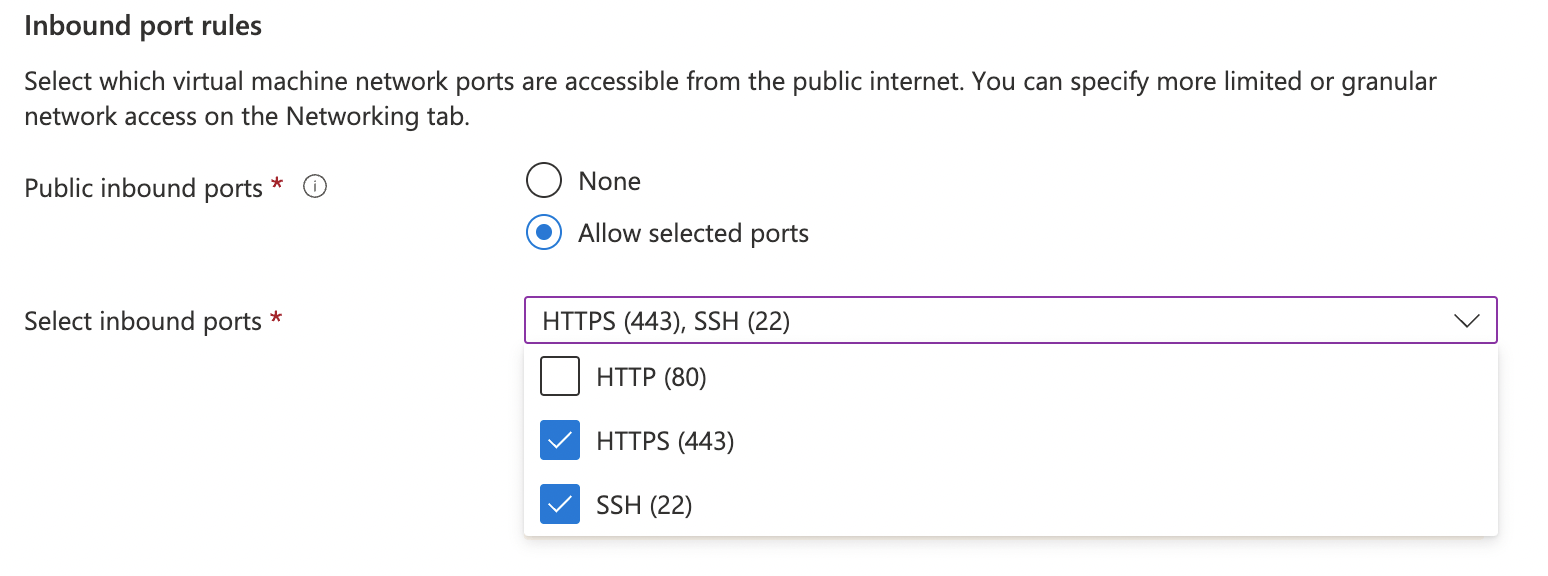 Inbound port rules
Select which virtual machine network ports are accessible from the public internet. You can specify more limited or granular
network access on the Networking tab.
Public inbound ports *
None
Allow selected ports
Select inbound ports *
HTTPS (443), SSH (22)
HTTP (80)
HTTPS (443)
SSH (22)